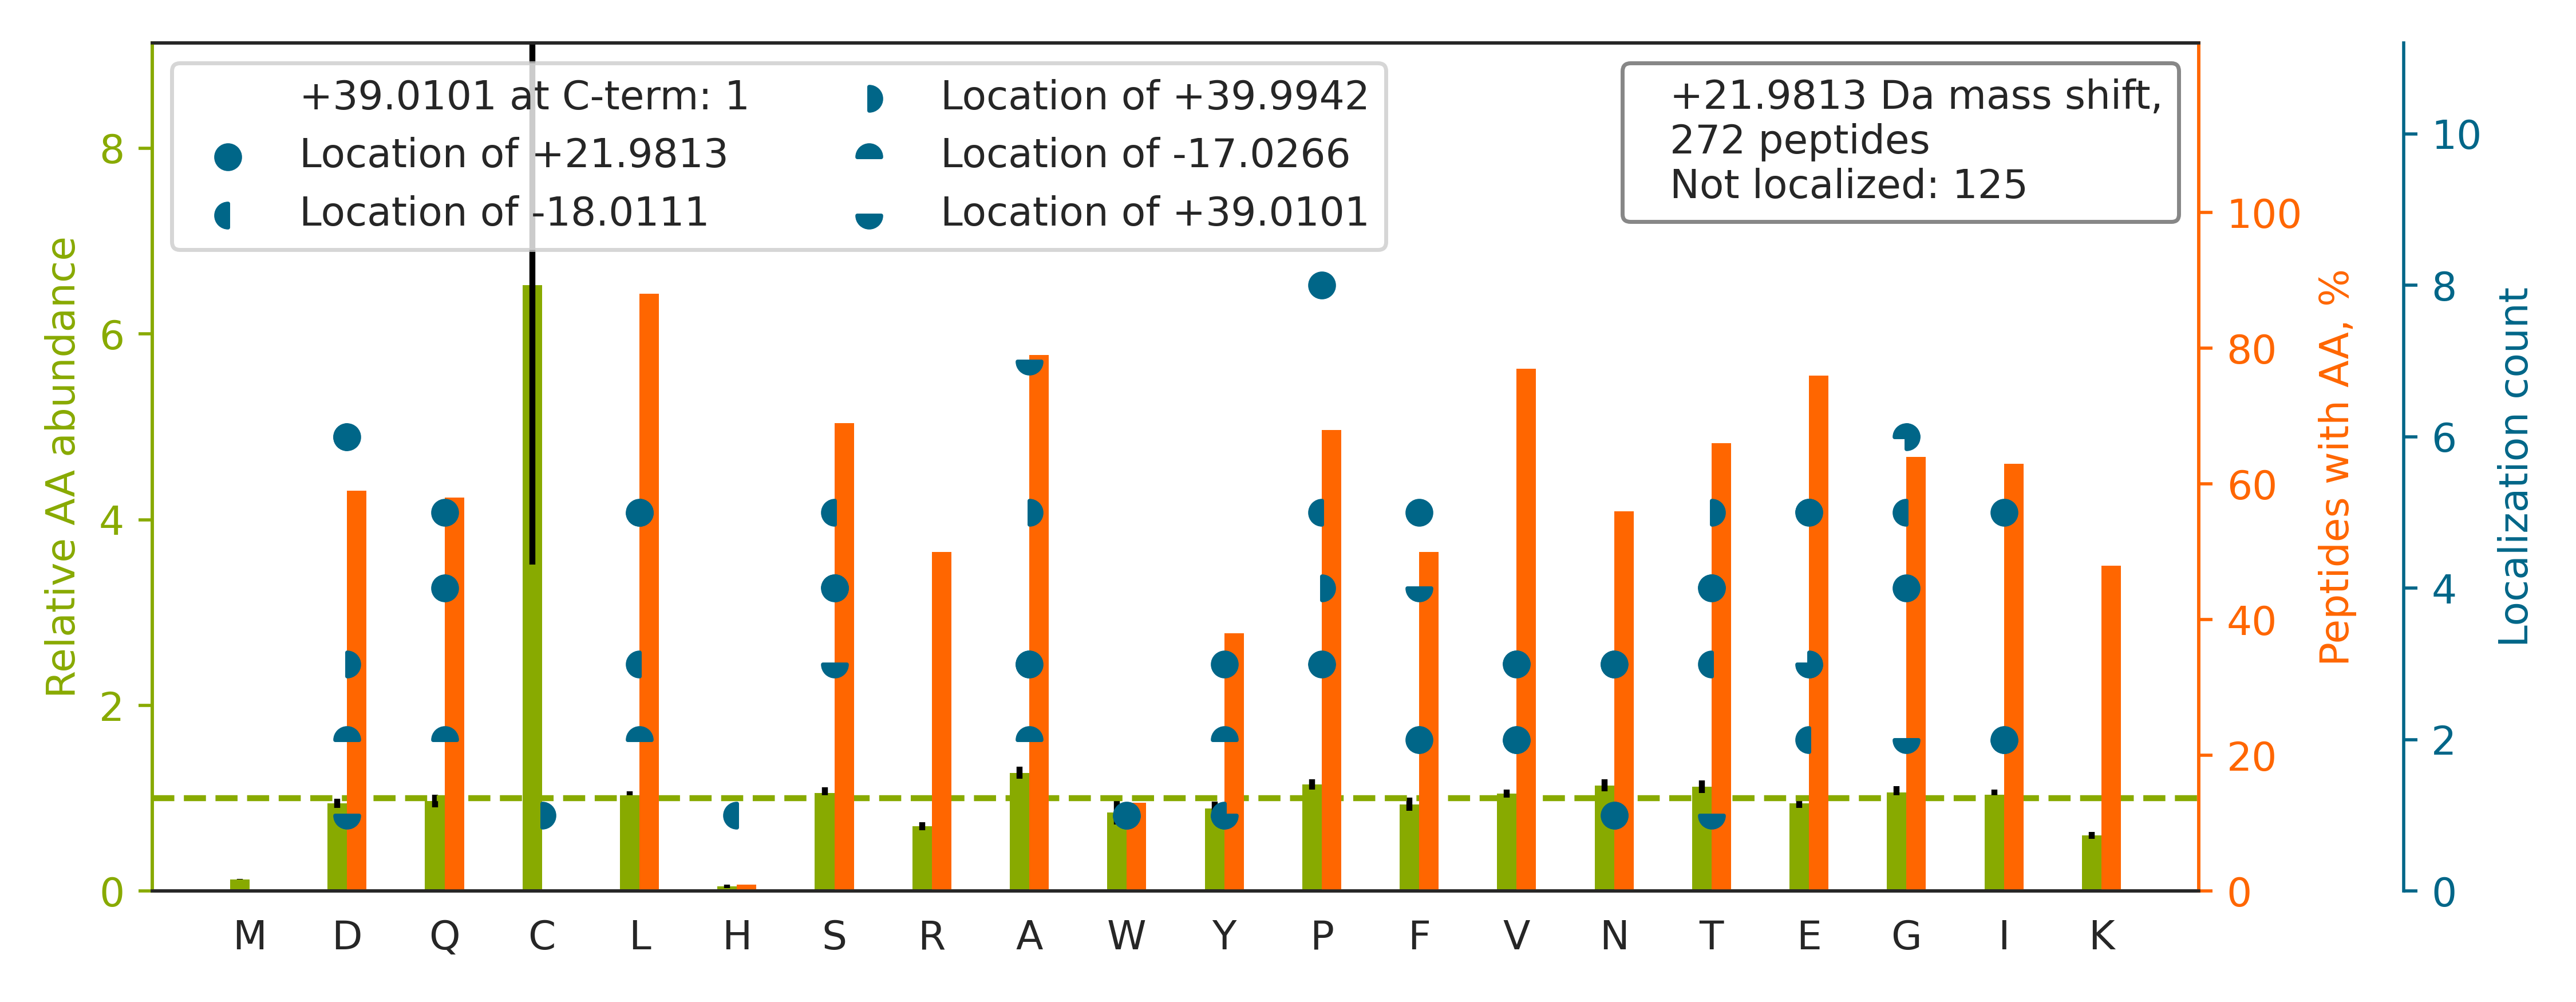 +39.0101 at C-term: 1
Location of +21.9813
Location of -18.0111
Location of +39.9942
Location of -17.0266
Location of +39.0101
+21.9813 Da mass shift,
272 peptides
Not localized: 125
Relative AA abundance
8
6
4
2
0
M D Q C L H S R A W Y P F V N T E G I K
100
80
60
40
20
0
Peptides with AA, %
10
8
6
4
2
0
Localization count